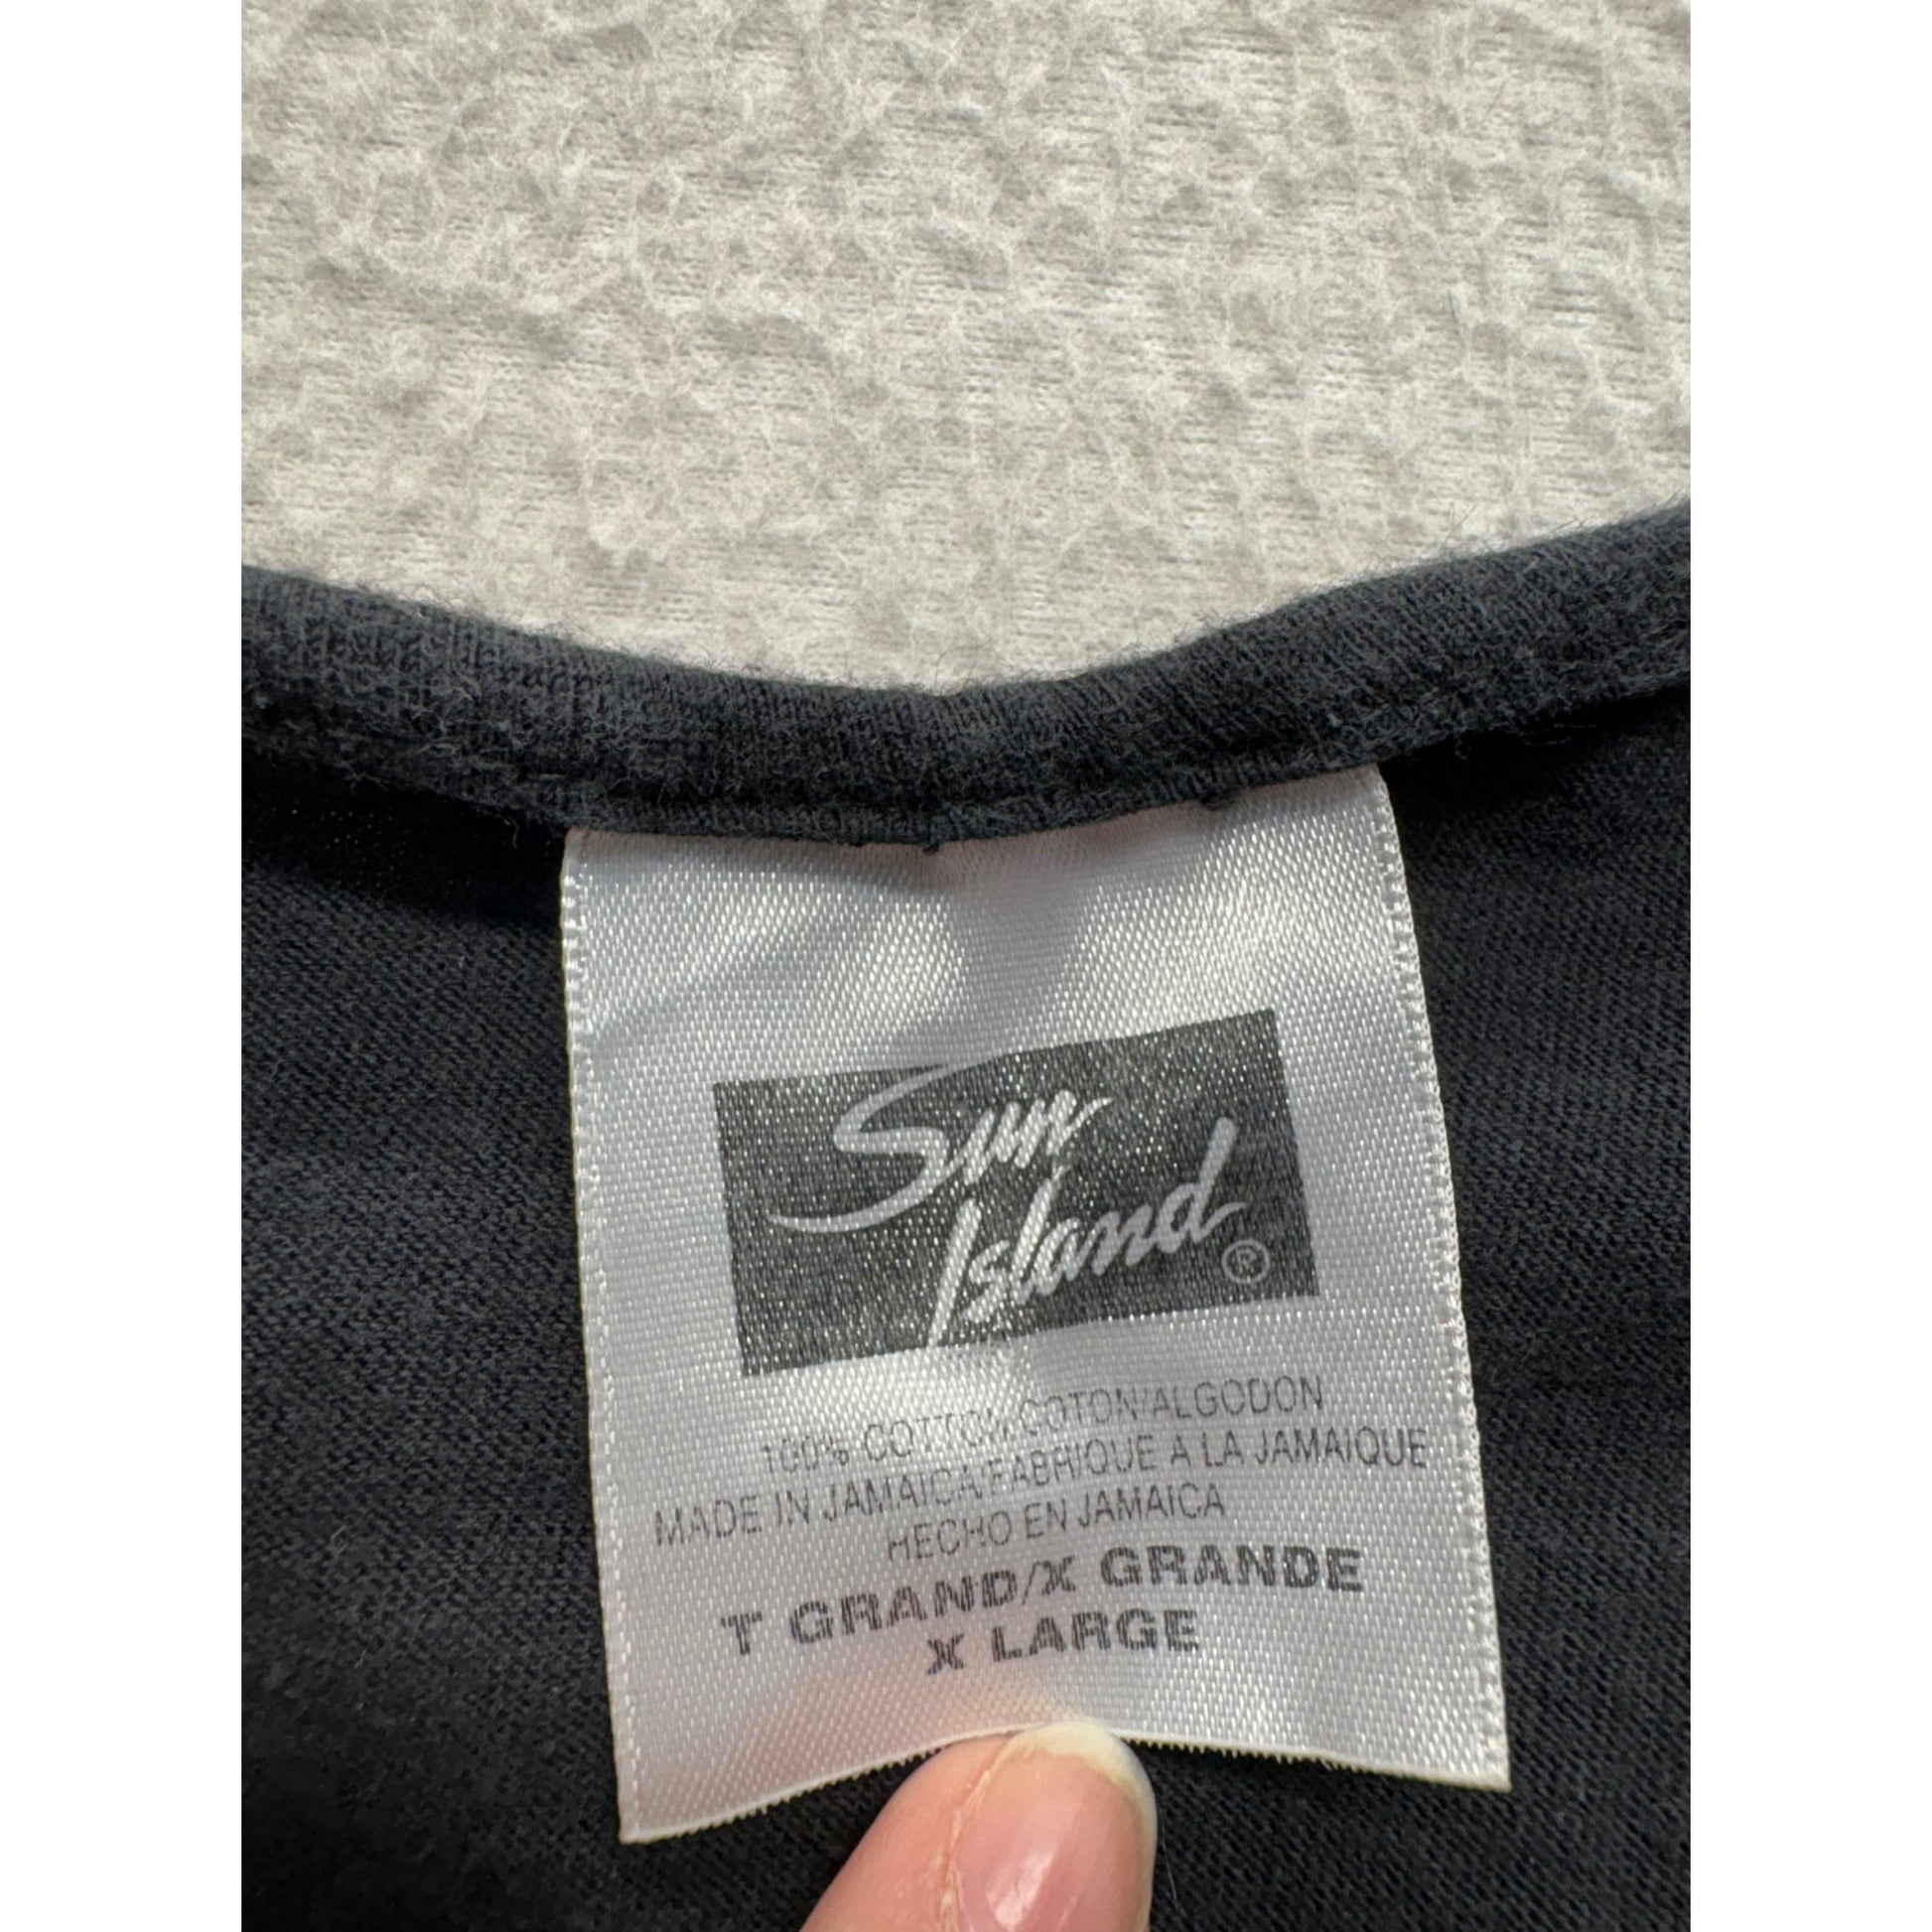 Sun
Island®
100% COTTON/COTON/ALGODON
MADE IN JAMAICA/FABRIQUE A LA JAMAIQUE
HECHO EN JAMAICA
T GRAND/X GRANDE
X LARGE